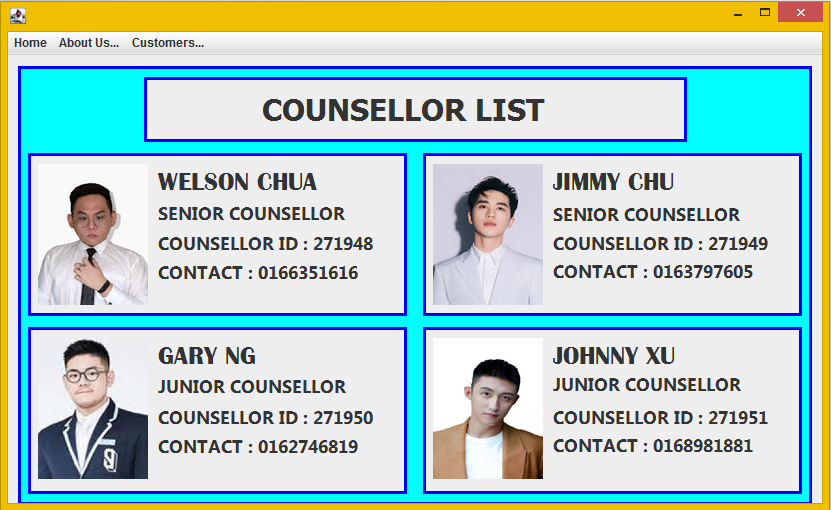 Home About Us... Customers...
COUNSELLOR LIST
WELSON CHUA
SENIOR COUNSELLOR
COUNSELLOR ID : 271948
CONTACT : 0166351616
JIMMY CHU
SENIOR COUNSELLOR
COUNSELLOR ID : 271949
CONTACT : 0163797605
GARY NG
JUNIOR COUNSELLOR
COUNSELLOR ID : 271950
CONTACT : 0162746819
JOHNNY XU
JUNIOR COUNSELLOR
COUNSELLOR ID : 271951
CONTACT : 0168981881